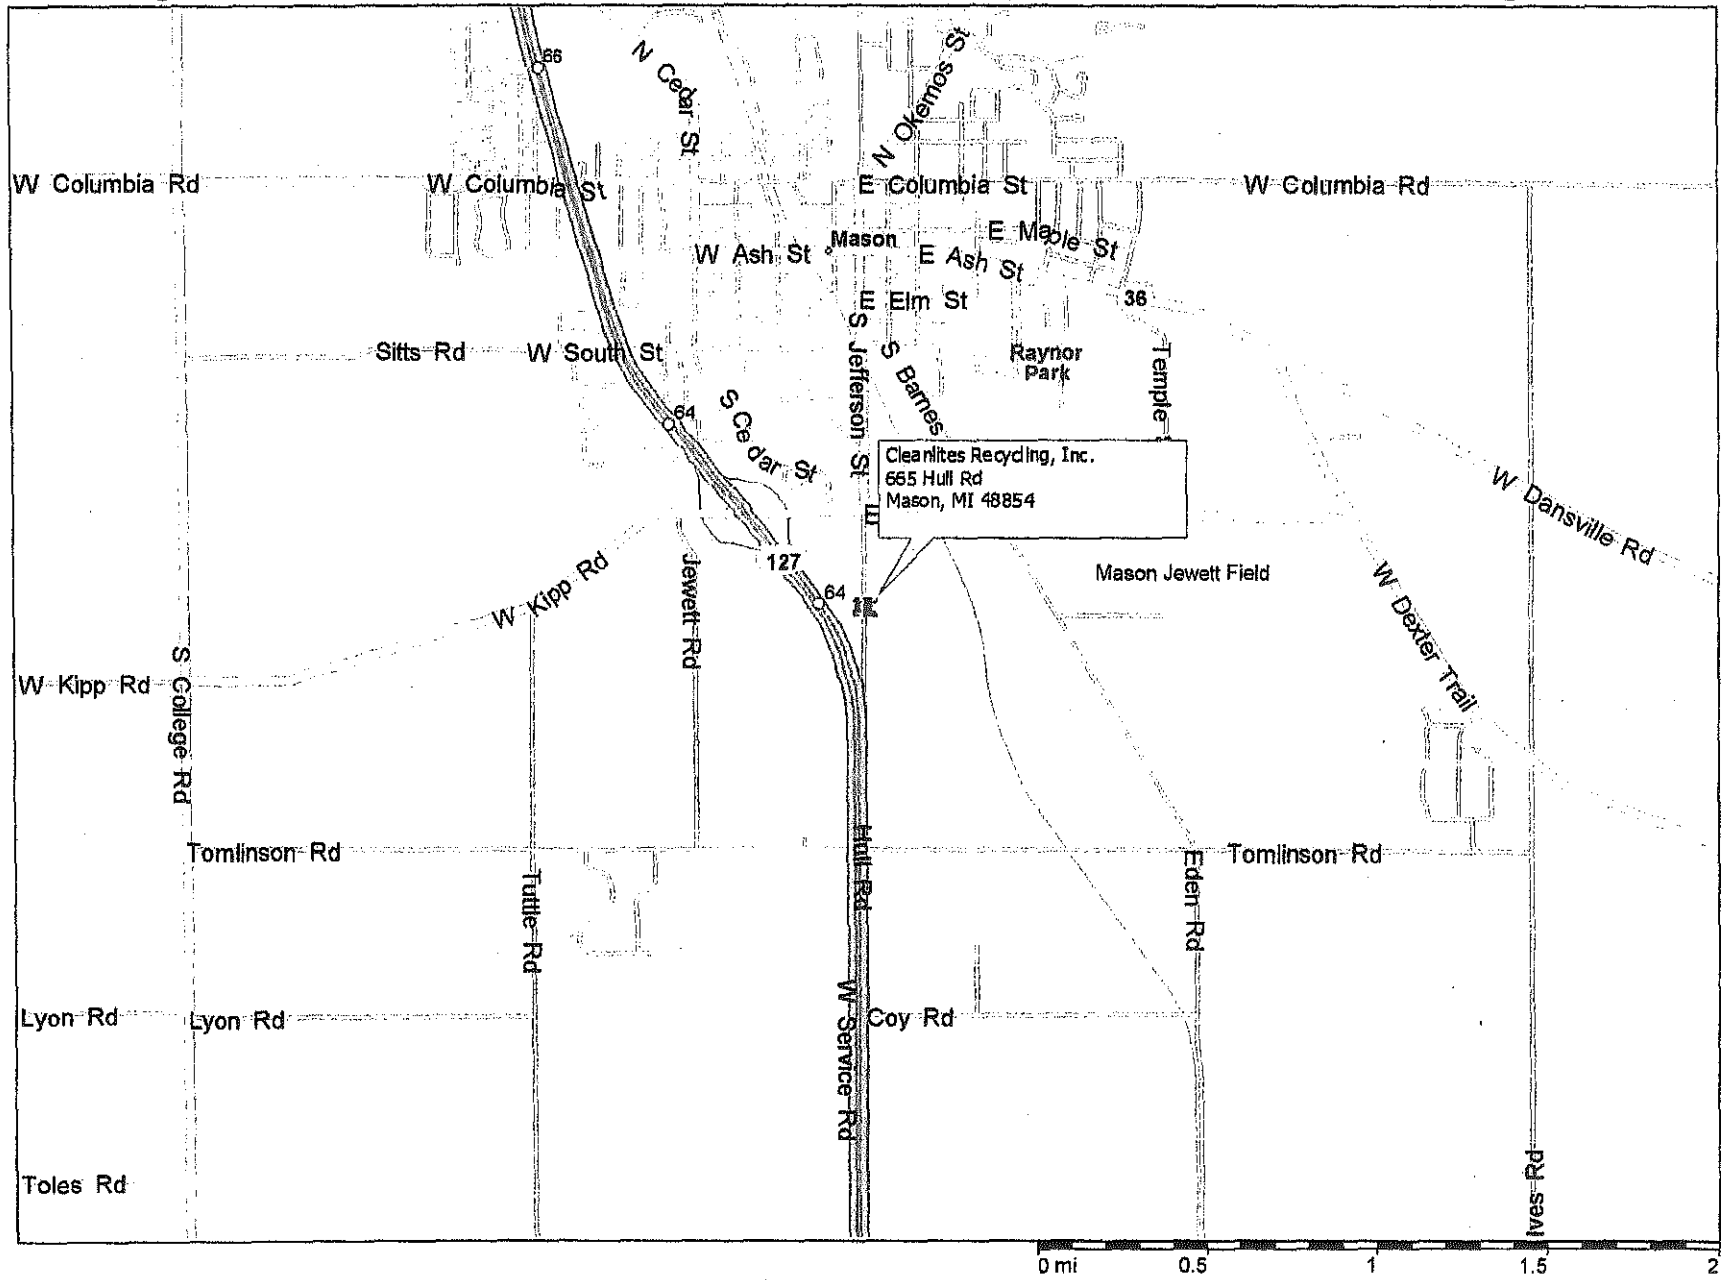 66
N Cedar St
N Okemos St
W Columbia Rd
W Columbia St
E Columbia St
W Columbia Rd
E Maple St
Mason
W Ash St
E Ash St
E Elm St
36
S Jefferson St
Sitts Rd
W South St
S Barnes
Raynor
Park
Temple
64
S Cedar St
Cleanlites Recycling, Inc.
665 Hull Rd
Mason, MI 48854
E
W Dansville Rd
127
Mason Jewett Field
W Kipp Rd
Jewett Rd
64
W Dexter Trail
W Kipp Rd
S College Rd
Tomlinson Rd
Hull Rd
Tomlinson Rd
Eden Rd
Tuttle Rd
Lyon Rd
Lyon Rd
W Service Rd
Coy Rd
Toles Rd
Ives Rd
0 mi
0.5
1
1.5
2